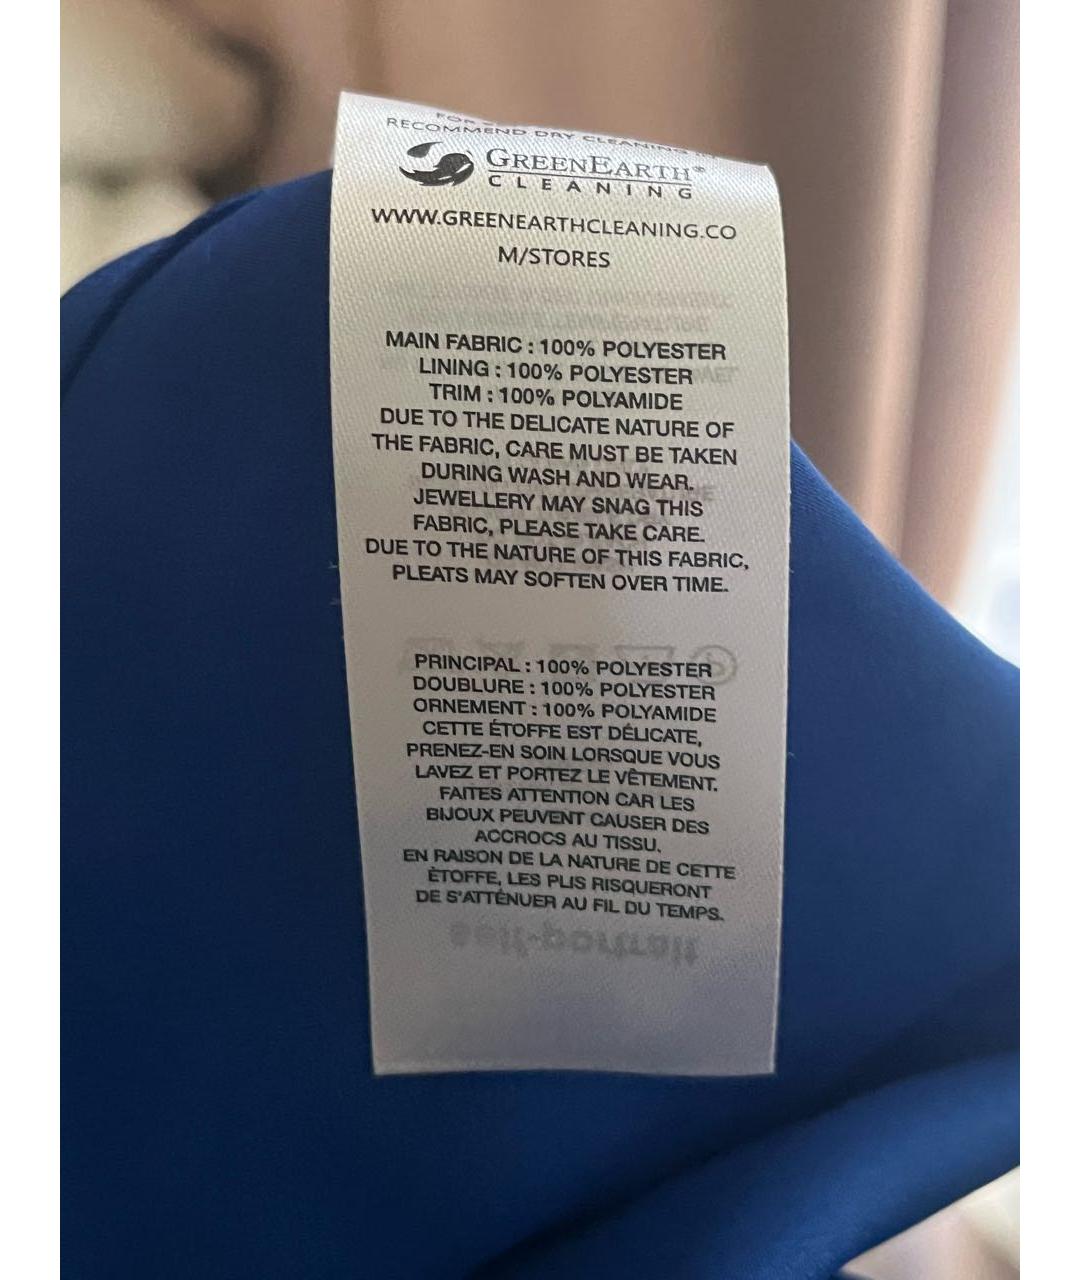 RECOMMEND DRY CLEANING
GREENEARTH®
CLEANING
WWW.GREENEARTHCLEANING.CO
M/STORES
MAIN FABRIC : 100% POLYESTER
LINING : 100% POLYESTER
TRIM : 100% POLYAMIDE
DUE TO THE DELICATE NATURE OF
THE FABRIC, CARE MUST BE TAKEN
DURING WASH AND WEAR.
JEWELLERY MAY SNAG THIS
FABRIC, PLEASE TAKE CARE.
DUE TO THE NATURE OF THIS FABRIC,
PLEATS MAY SOFTEN OVER TIME.
PRINCIPAL : 100% POLYESTER
DOUBLURE : 100% POLYESTER
ORNEMENT : 100% POLYAMIDE
CETTE ÉTOFFE EST DÉLICATE,
PRENEZ-EN SOIN LORSQUE VOUS
LAVEZ ET PORTEZ LE VÊTEMENT.
FAITES ATTENTION CAR LES
BIJOUX PEUVENT CAUSER DES
ACCROCS AU TISSU.
EN RAISON DE LA NATURE DE CETTE
ÉTOFFE, LES PLIS RISQUERONT
DE S'ATTÉNUER AU FIL DU TEMPS.